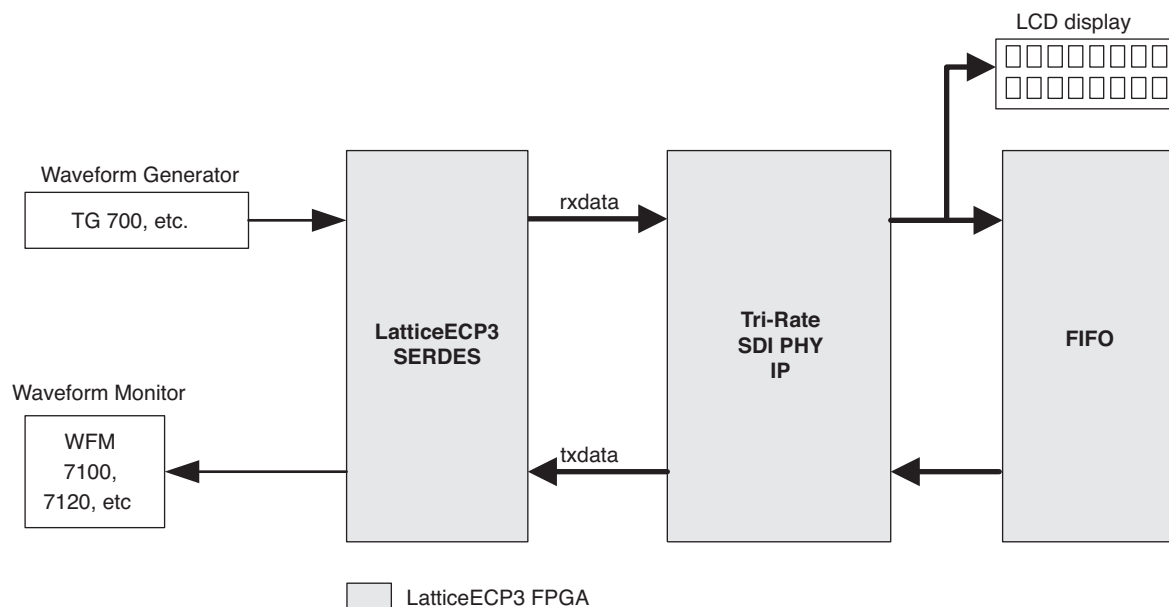 LCD display
Waveform Generator
TG 700, etc.
rxdata
LatticeECP3
SERDES
Tri-Rate
SDI PHY
IP
FIFO
Waveform Monitor
WFM
7100,
7120, etc
txdata
LatticeECP3 FPGA